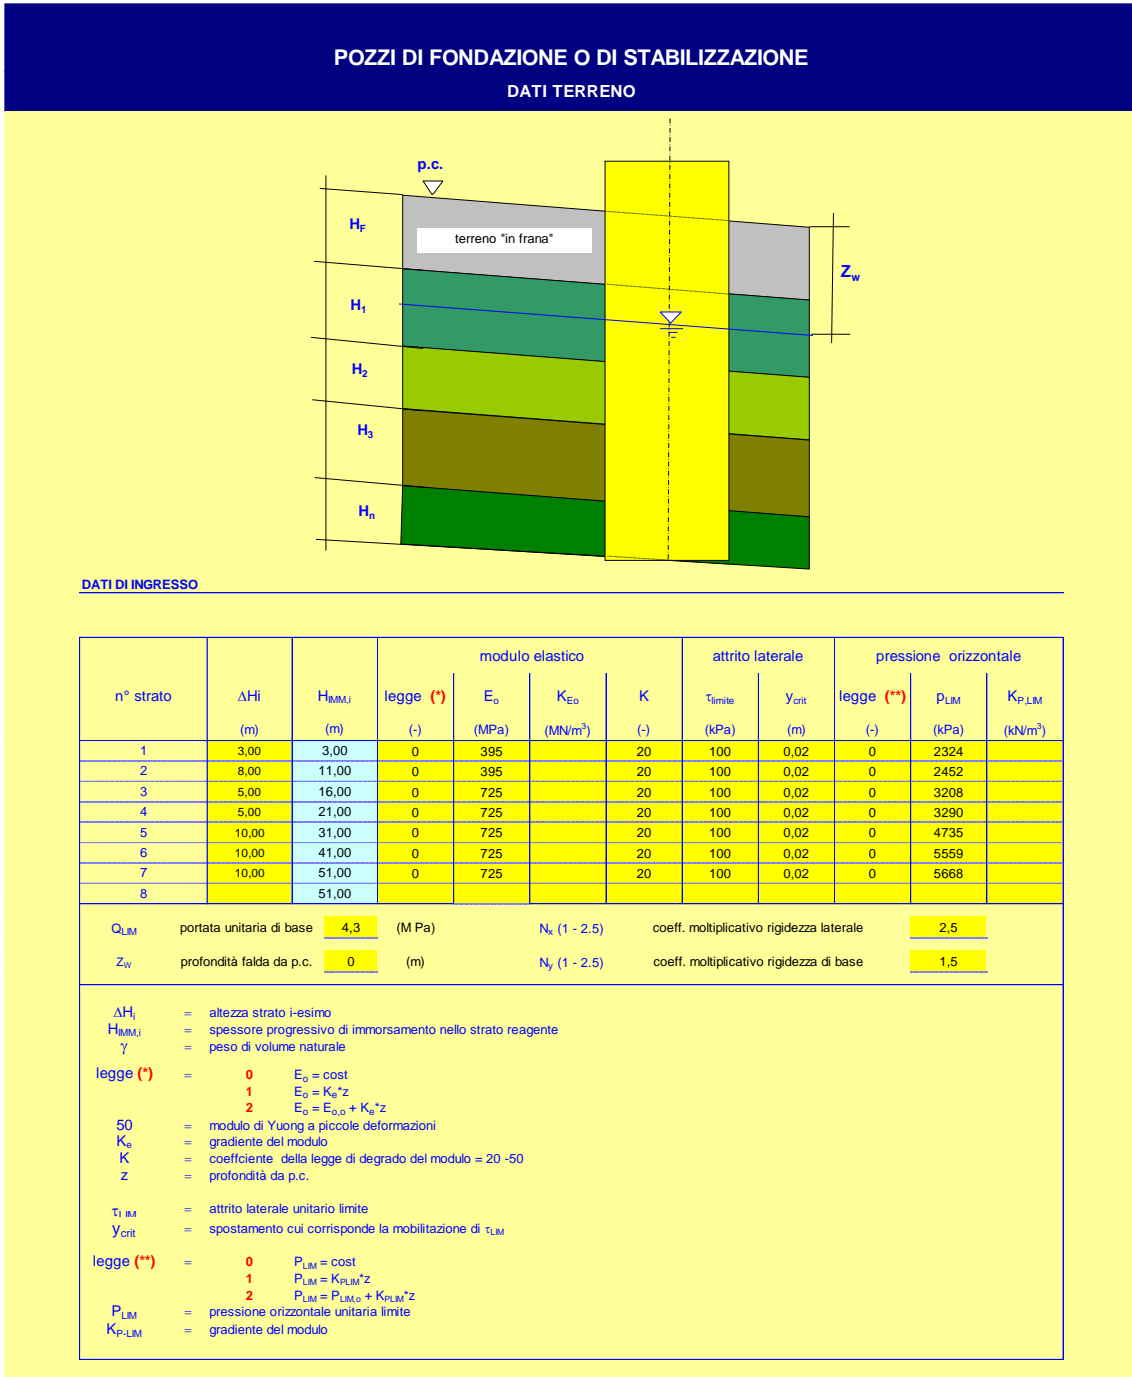 POZZI DI FONDAZIONE O DI STABILIZZAZIONE
DATI TERRENO
p.c.
HF
terreno "in frana"
Zw
H1
H2
H3
Hn
DATI DI INGRESSO
modulo elastico attrito laterale pressione orizzontale
n° strato ΔHi HIMM,i legge (*) Eo KEo K τlimite ycrit legge (**) pLIM KP,LIM
(m) (m) (-) (MPa) (MN/m³) (-) (kPa) (m) (-) (kPa) (kN/m³)
1 3,00 3,00 0 395 20 100 0,02 0 2324
2 8,00 11,00 0 395 20 100 0,02 0 2452
3 5,00 16,00 0 725 20 100 0,02 0 3208
4 5,00 21,00 0 725 20 100 0,02 0 3290
5 10,00 31,00 0 725 20 100 0,02 0 4735
6 10,00 41,00 0 725 20 100 0,02 0 5559
7 10,00 51,00 0 725 20 100 0,02 0 5668
8 51,00
QLIM portata unitaria di base 4,3 (M Pa) Nx (1 - 2.5) coeff. moltiplicativo rigidezza laterale 2,5
ZW profondità falda da p.c. 0 (m) Ny (1 - 2.5) coeff. moltiplicativo rigidezza di base 1,5
ΔHi = altezza strato i-esimo
HIMM,i = spessore progressivo di immorsamento nello strato reagente
γ = peso di volume naturale
legge (*) = 0 Eo = cost
1 Eo = Ke*z
2 Eo = Eo,o + Ke*z
50 = modulo di Yuong a piccole deformazioni
Ke = gradiente del modulo
K = coeffciente della legge di degrado del modulo = 20 -50
z = profondità da p.c.
τLIM = attrito laterale unitario limite
ycrit = spostamento cui corrisponde la mobilitazione di τLIM
legge (**) = 0 PLIM = cost
1 PLIM = KPLIM*z
2 PLIM = PLIM,o + KPLIM*z
PLIM = pressione orizzontale unitaria limite
KP-LIM = gradiente del modulo